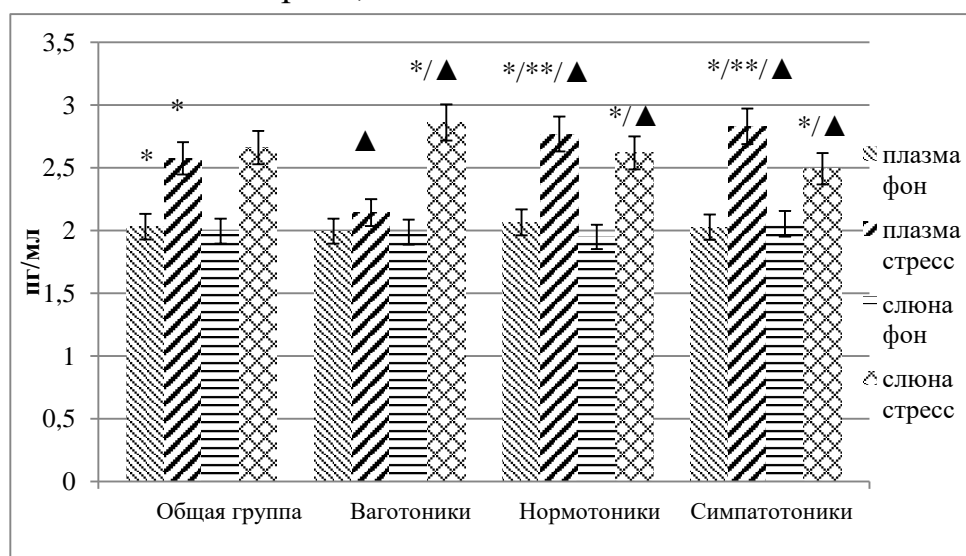 3,5
3
2,5
2
1,5
1
0,5
0
пг/мл
*
*
▲
*/▲
*/**/▲
*/▲
*/**/▲
*/▲
Общая группа
Ваготоники
Нормотоники
Симпатотоники
плазма
фон
плазма
стресс
слюна
фон
слюна
стресс